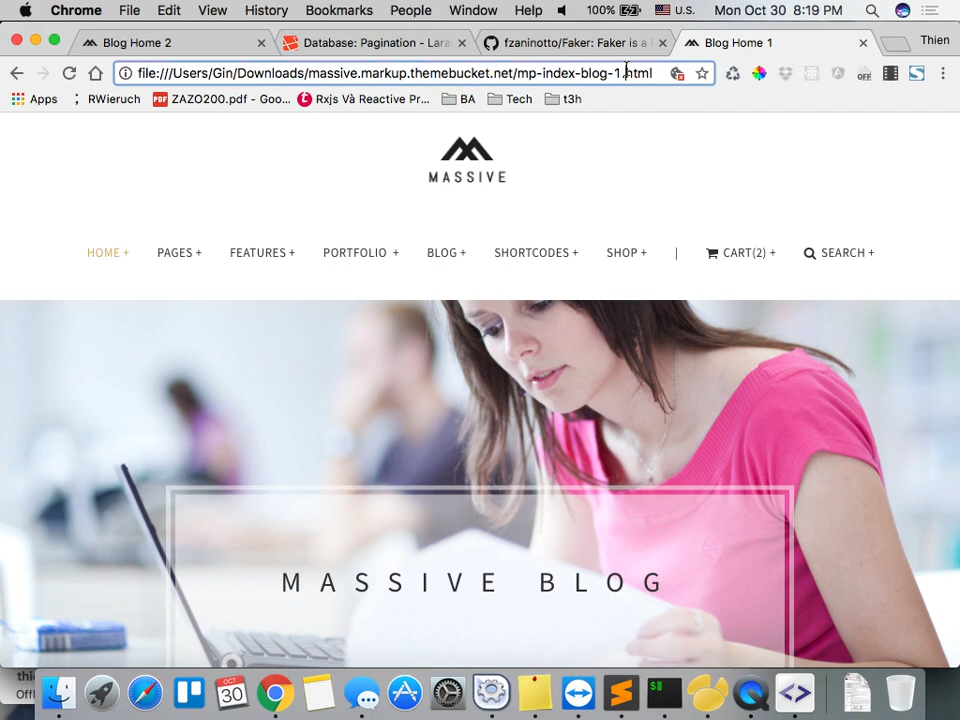 Chrome File Edit View History Bookmarks People Window Help 100% U.S. Mon Oct 30 8:19 PM
Blog Home 2 Database: Pagination - Lara fzaninotto/Faker: Faker is a Blog Home 1 Thien
file:///Users/Gin/Downloads/massive.markup.themebucket.net/mp-index-blog-1.html OFF
Apps RWieruch PDF ZAZO200.pdf - Goo... Rxjs Và Reactive Pr... BA Tech t3h
MASSIVE
HOME + PAGES + FEATURES + PORTFOLIO + BLOG + SHORTCODES + SHOP + | CART(2) + SEARCH +
MASSIVE BLOG
OCT
30